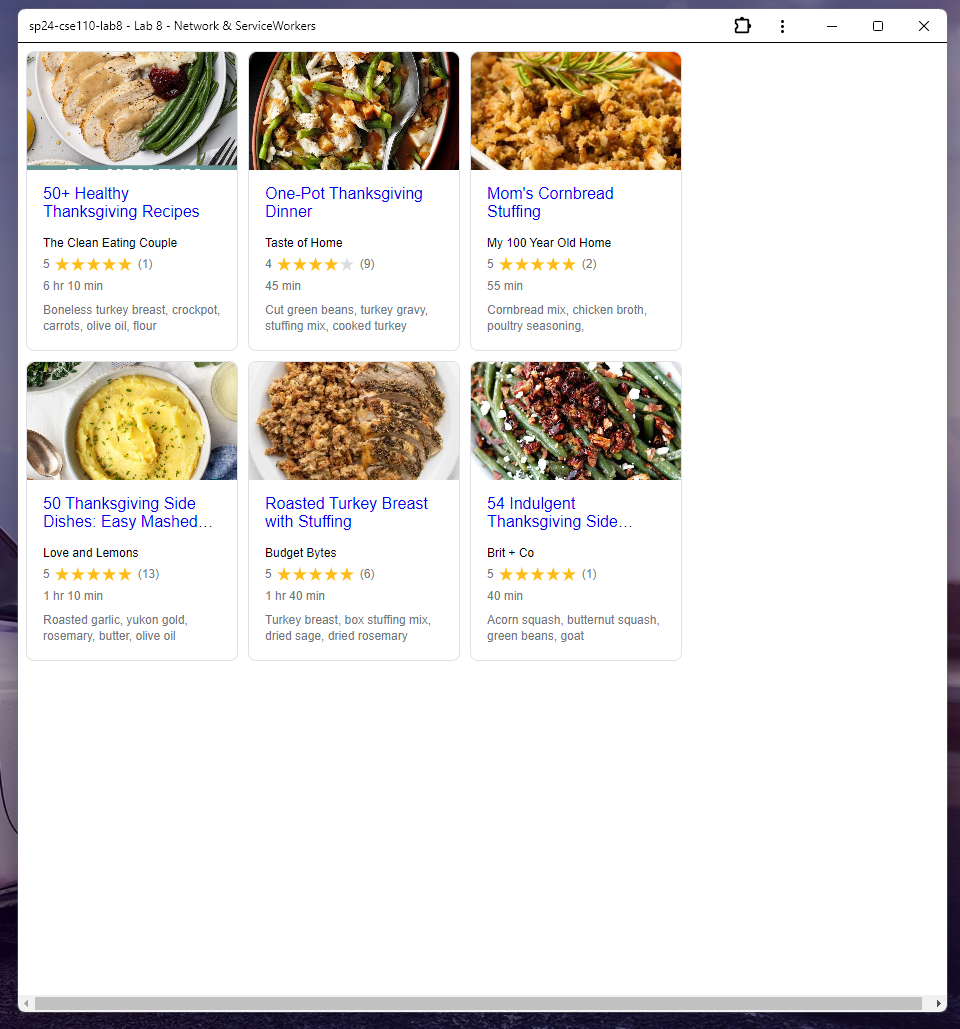 sp24-cse110-lab8 - Lab 8 - Network & ServiceWorkers
50+ Healthy
Thanksgiving Recipes
The Clean Eating Couple
5 ★★★★★ (1)
6 hr 10 min
Boneless turkey breast, crockpot,
carrots, olive oil, flour
One-Pot Thanksgiving
Dinner
Taste of Home
4 ★★★★★ (9)
45 min
Cut green beans, turkey gravy,
stuffing mix, cooked turkey
Mom's Cornbread
Stuffing
My 100 Year Old Home
5 ★★★★★ (2)
55 min
Cornbread mix, chicken broth,
poultry seasoning,
50 Thanksgiving Side
Dishes: Easy Mashed…
Love and Lemons
5 ★★★★★ (13)
1 hr 10 min
Roasted garlic, yukon gold,
rosemary, butter, olive oil
Roasted Turkey Breast
with Stuffing
Budget Bytes
5 ★★★★★ (6)
1 hr 40 min
Turkey breast, box stuffing mix,
dried sage, dried rosemary
54 Indulgent
Thanksgiving Side…
Brit + Co
5 ★★★★★ (1)
40 min
Acorn squash, butternut squash,
green beans, goat